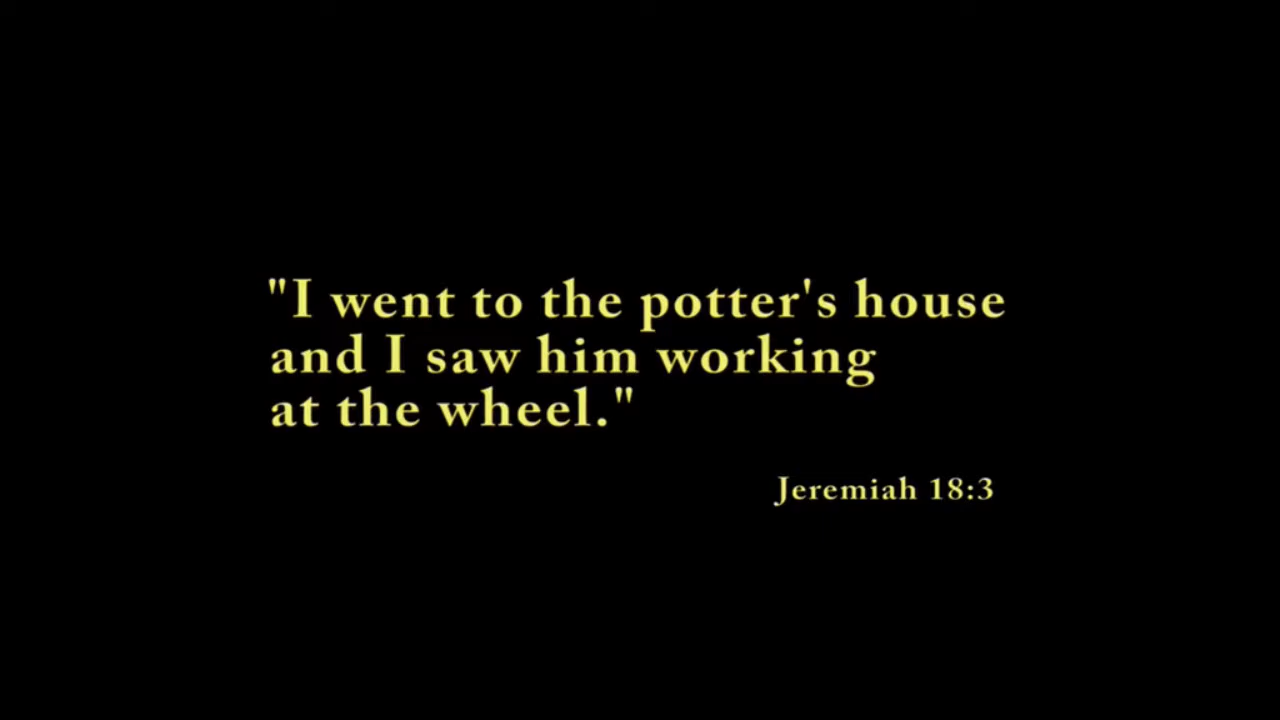 "I went to the potter's house
and I saw him working
at the wheel."
Jeremiah 18:3